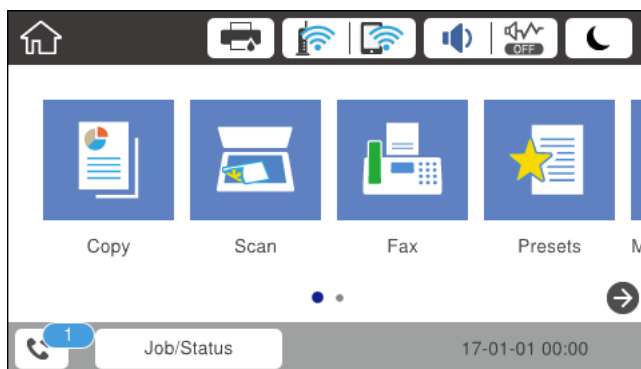 OFF
Copy
Scan
Fax
Presets
M
1
Job/Status
17-01-01 00:00